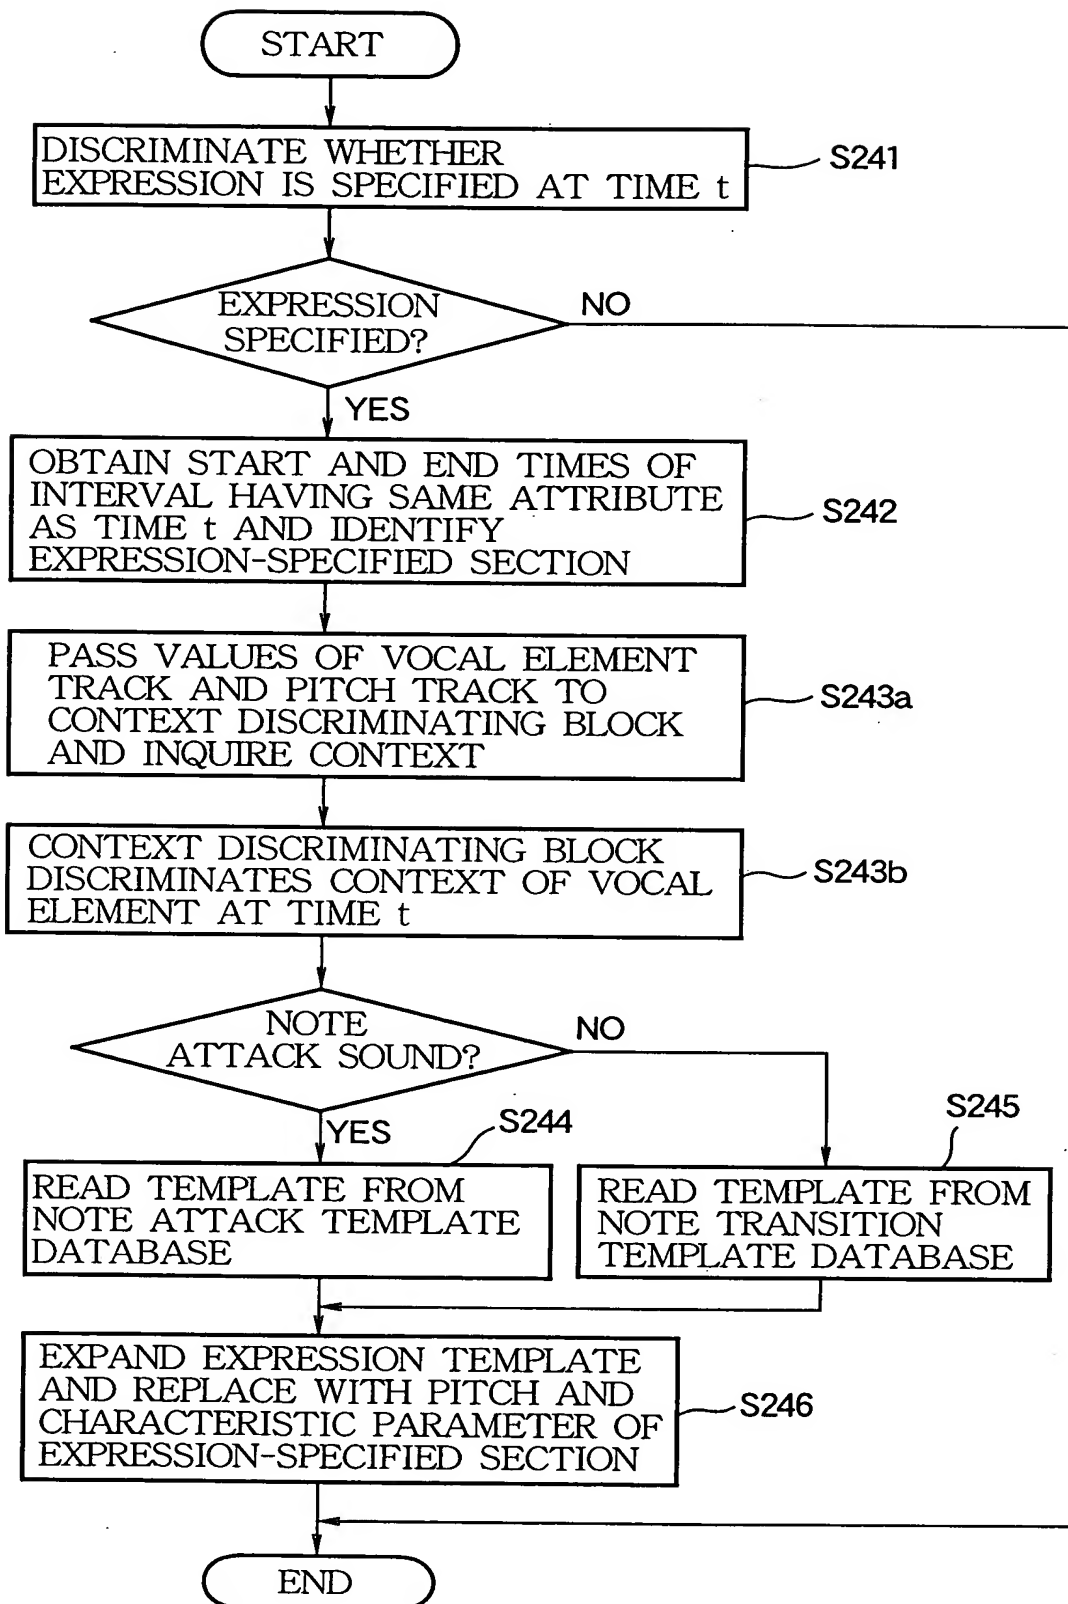 START
DISCRIMINATE WHETHER
EXPRESSION IS SPECIFIED AT TIME t
S241
EXPRESSION
SPECIFIED?
NO
YES
OBTAIN START AND END TIMES OF
INTERVAL HAVING SAME ATTRIBUTE
AS TIME t AND IDENTIFY
EXPRESSION-SPECIFIED SECTION
S242
PASS VALUES OF VOCAL ELEMENT
TRACK AND PITCH TRACK TO
CONTEXT DISCRIMINATING BLOCK
AND INQUIRE CONTEXT
S243a
CONTEXT DISCRIMINATING BLOCK
DISCRIMINATES CONTEXT OF VOCAL
ELEMENT AT TIME t
S243b
NOTE
ATTACK SOUND?
NO
YES
S244
S245
READ TEMPLATE FROM
NOTE ATTACK TEMPLATE
DATABASE
READ TEMPLATE FROM
NOTE TRANSITION
TEMPLATE DATABASE
EXPAND EXPRESSION TEMPLATE
AND REPLACE WITH PITCH AND
CHARACTERISTIC PARAMETER OF
EXPRESSION-SPECIFIED SECTION
S246
END